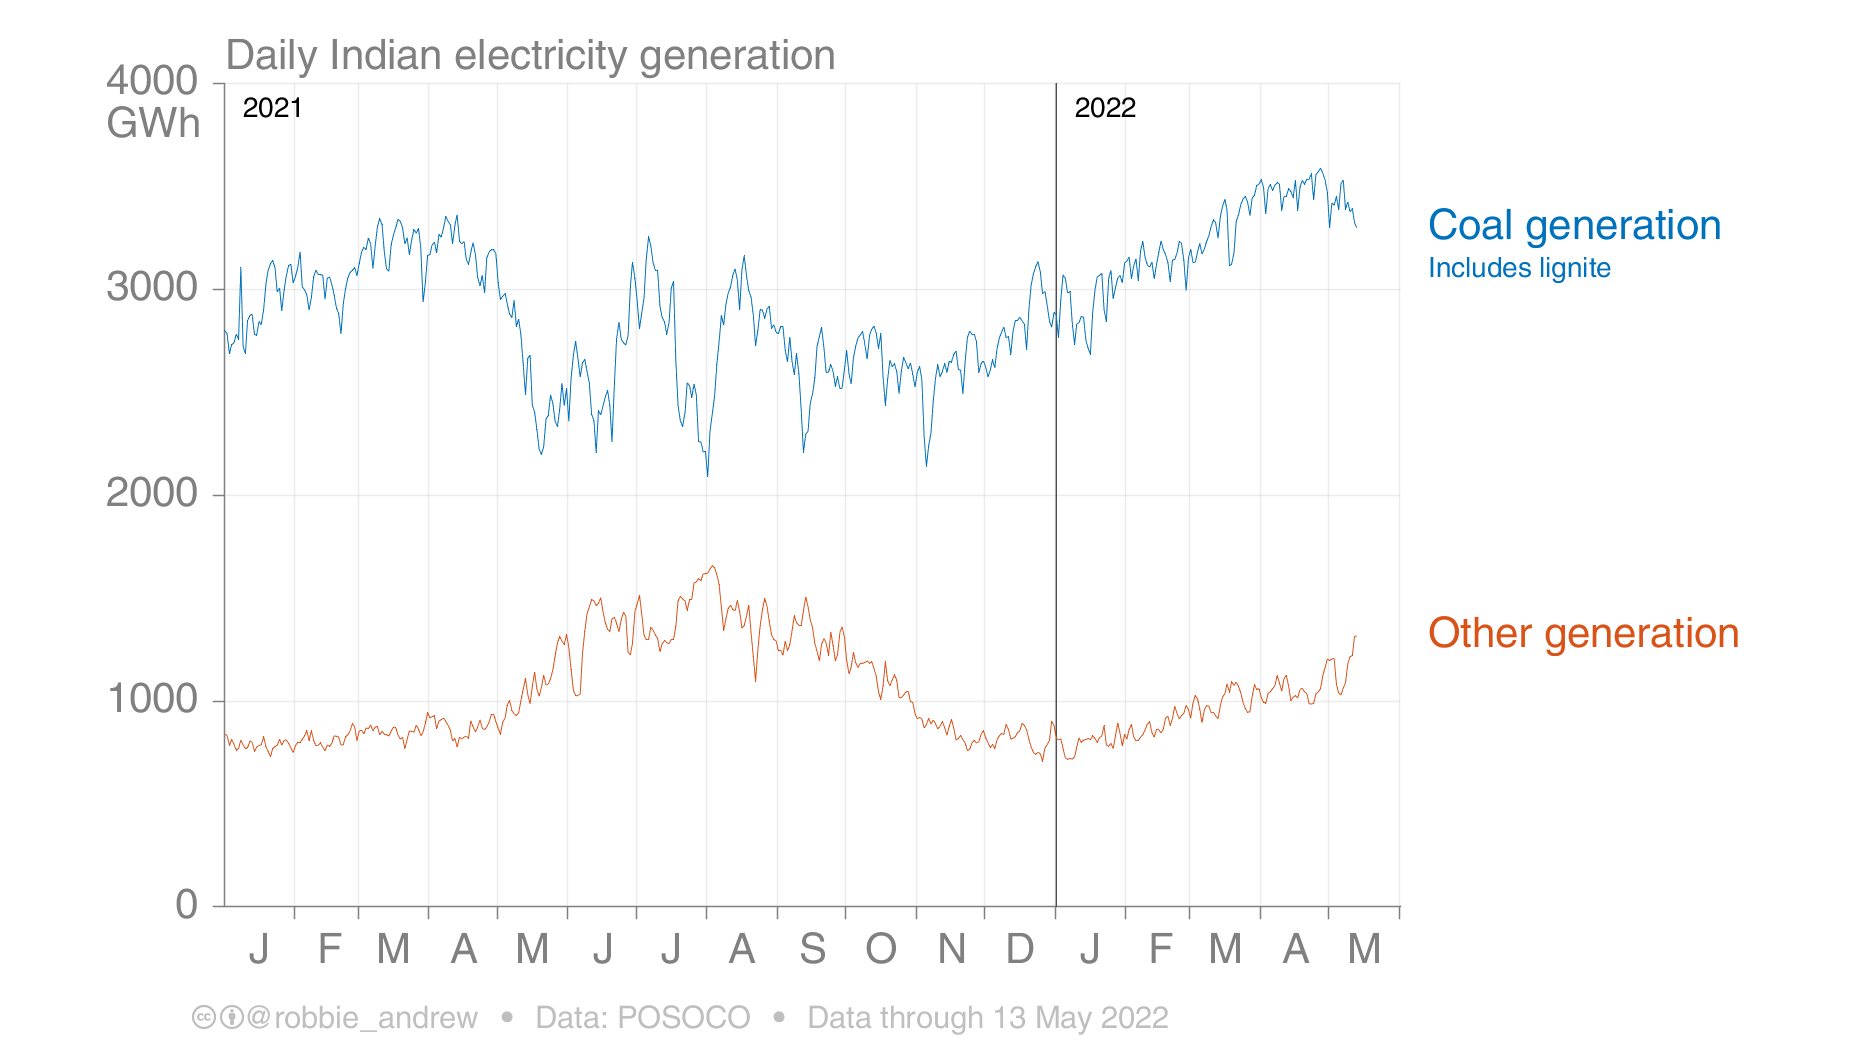 Daily Indian electricity generation
4000
GWh
2021
2022
3000
2000
1000
0
Coal generation
Includes lignite
Other generation
J F M A M J J A S O N D J F M A M
cc @robbie_andrew • Data: POSOCO • Data through 13 May 2022